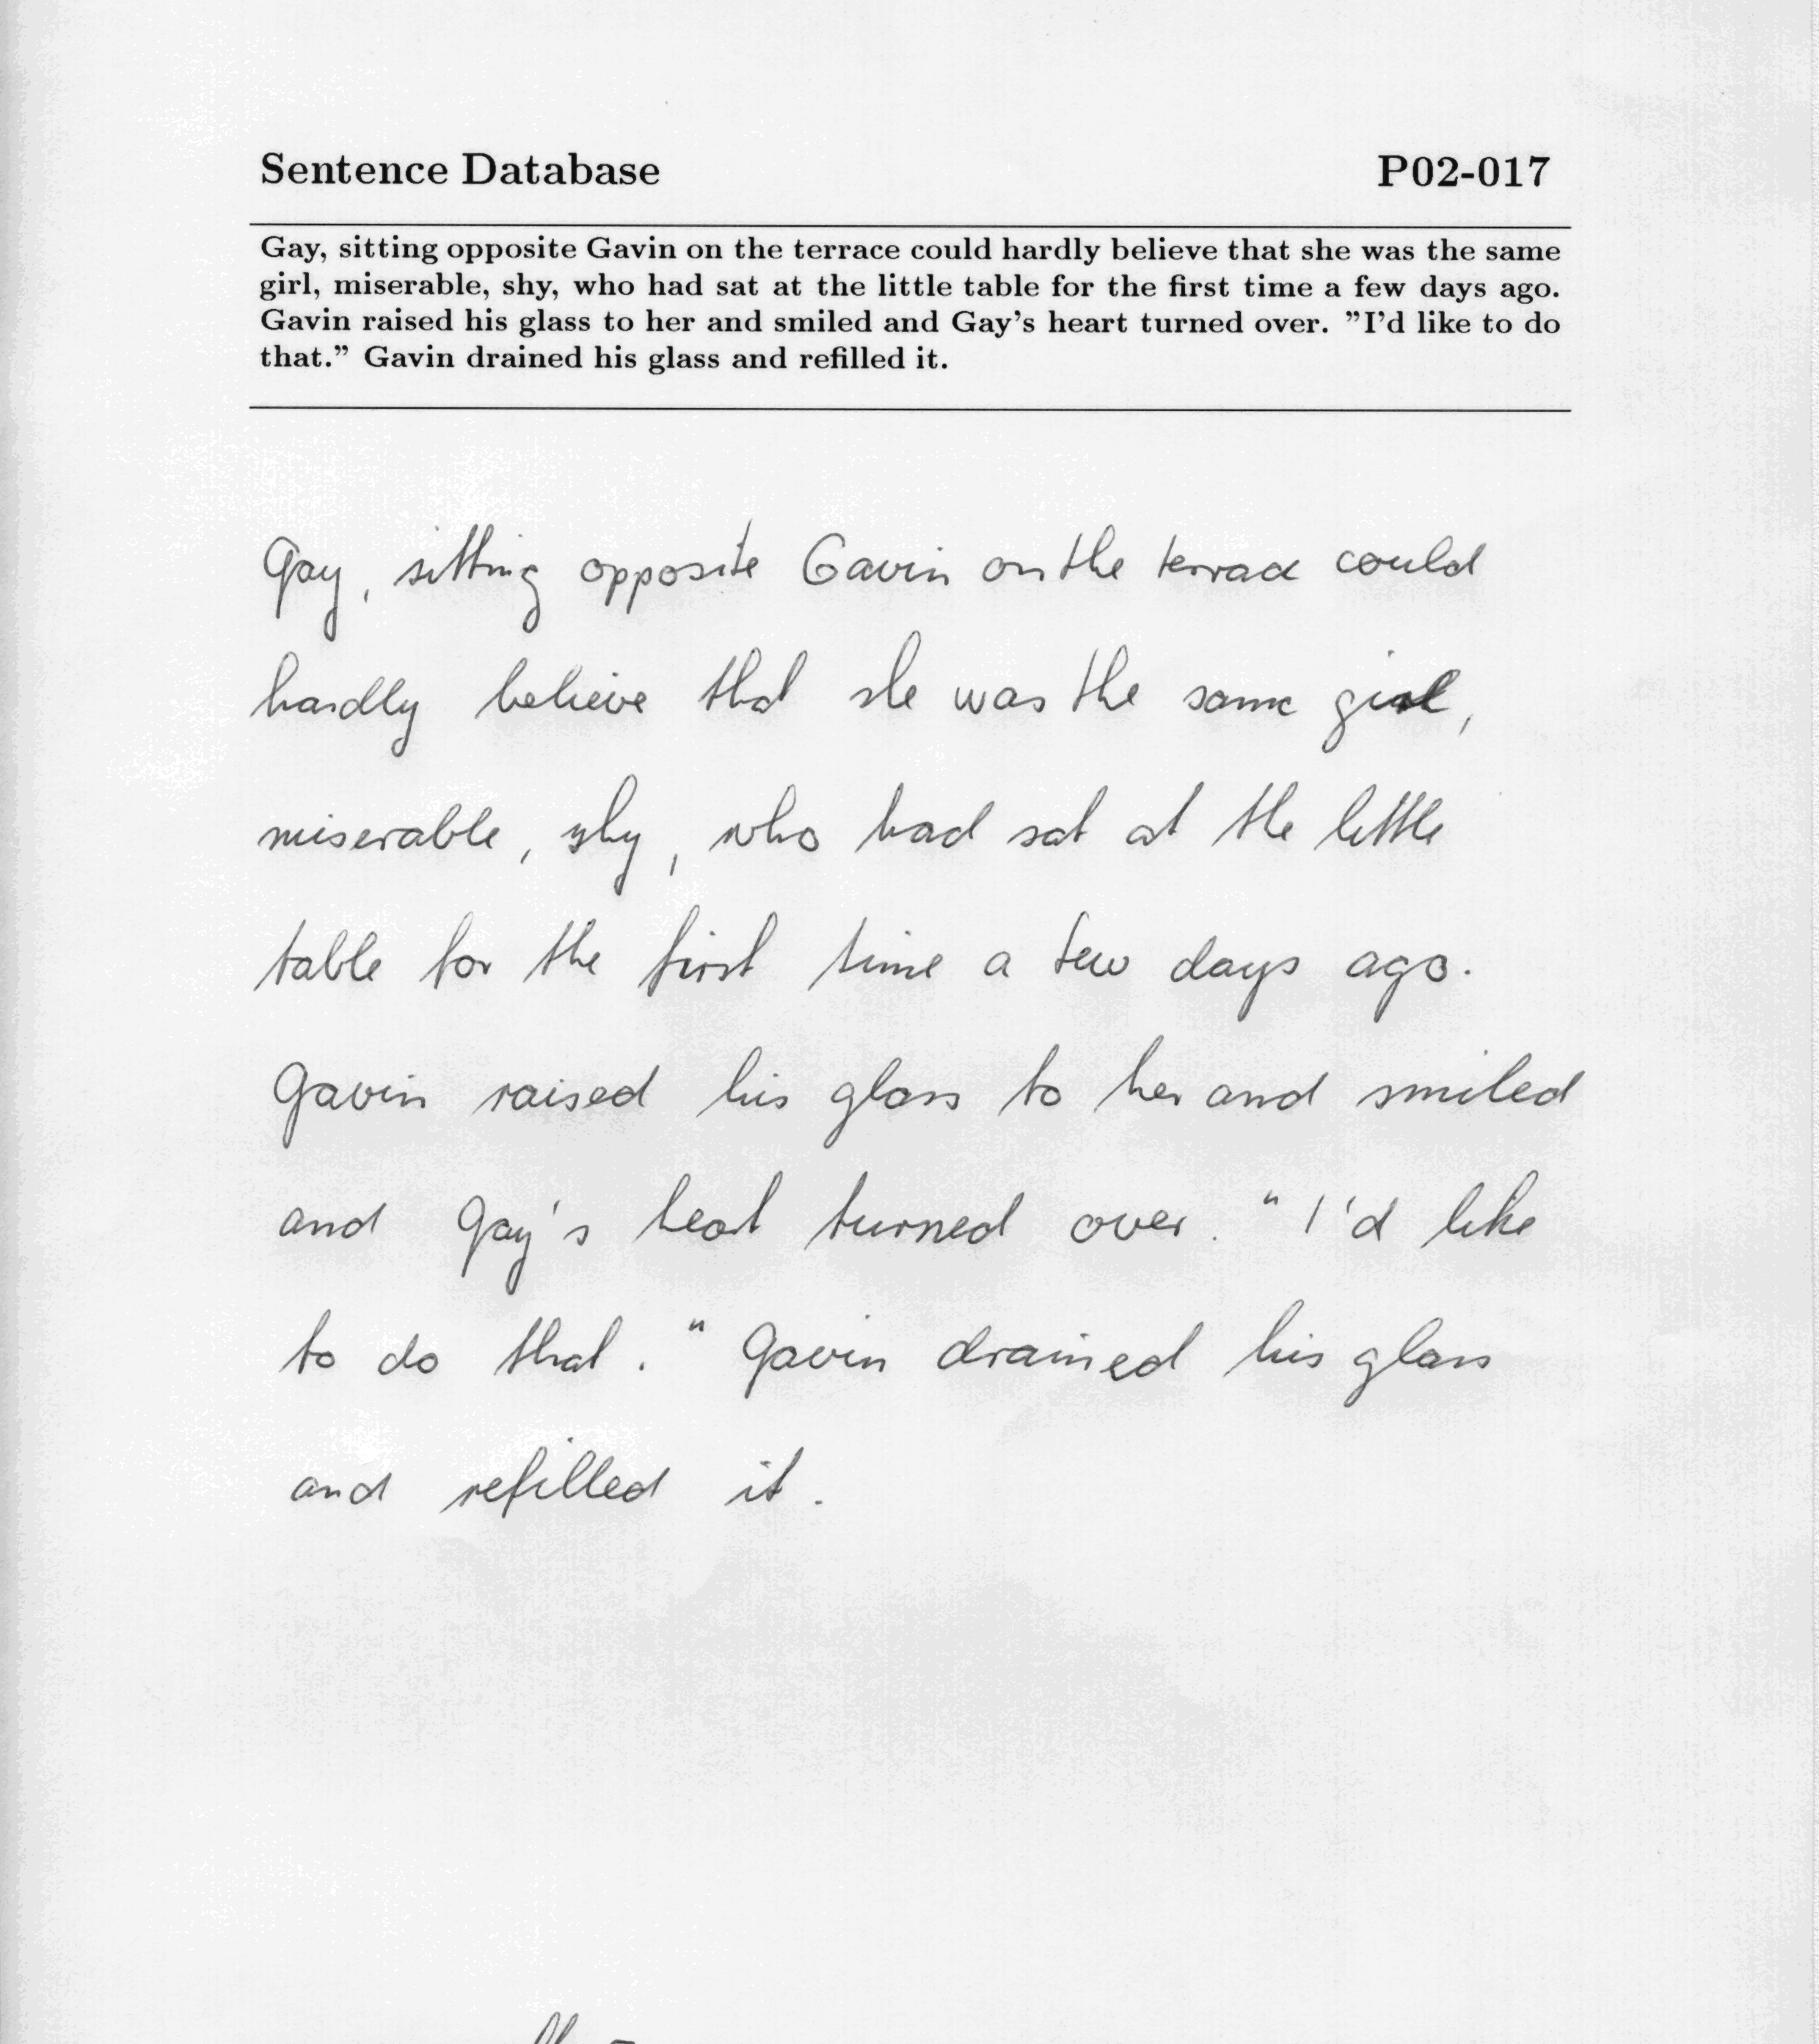 Sentence Database P02-017
Gay, sitting opposite Gavin on the terrace could hardly believe that she was the same
girl, miserable, shy, who had sat at the little table for the first time a few days ago.
Gavin raised his glass to her and smiled and Gay's heart turned over. "I'd like to do
that." Gavin drained his glass and refilled it.
Gay, sitting opposite Gavin on the terrace could
hardly believe that she was the same girl,
miserable, shy, who had sat at the little
table for the first time a few days ago.
Gavin raised his glass to her and smiled
and Gay's heart turned over. "I'd like
to do that." Gavin drained his glass
and refilled it.